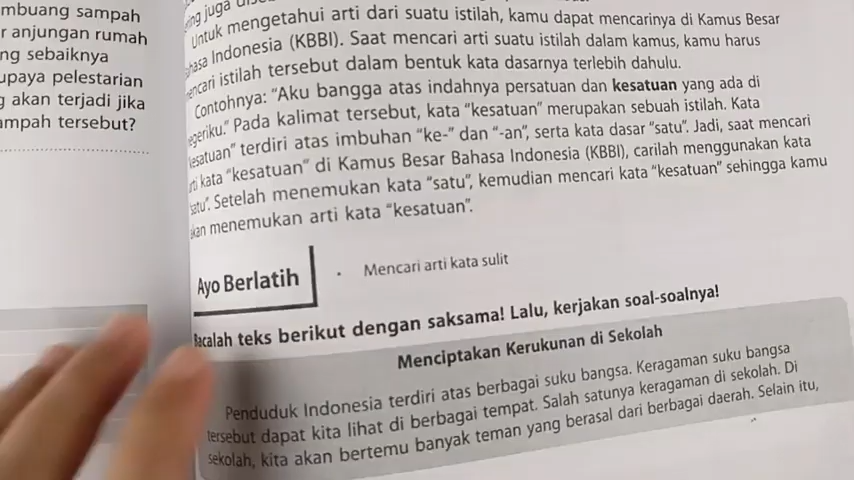 mbuang sampah
r anjungan rumah
ng sebaiknya
upaya pelestarian
g akan terjadi jika
ampah tersebut?
juga
Untuk mengetahui arti dari suatu istilah, kamu dapat mencarinya di Kamus Besar
ahasa Indonesia (KBBI). Saat mencari arti suatu istilah dalam kamus, kamu harus
encari istilah tersebut dalam bentuk kata dasarnya terlebih dahulu.
Contohnya: “Aku bangga atas indahnya persatuan dan kesatuan yang ada di
egeriku.” Pada kalimat tersebut, kata “kesatuan” merupakan sebuah istilah. Kata
kesatuan” terdiri atas imbuhan “ke-” dan “-an”, serta kata dasar “satu”. Jadi, saat mencari
rti kata “kesatuan” di Kamus Besar Bahasa Indonesia (KBBI), carilah menggunakan kata
satu”. Setelah menemukan kata “satu”, kemudian mencari kata “kesatuan” sehingga kamu
akan menemukan arti kata “kesatuan”.
Ayo Berlatih
• Mencari arti kata sulit
Bacalah teks berikut dengan saksama! Lalu, kerjakan soal-soalnya!
Menciptakan Kerukunan di Sekolah
Penduduk Indonesia terdiri atas berbagai suku bangsa. Keragaman suku bangsa
tersebut dapat kita lihat di berbagai tempat. Salah satunya keragaman di sekolah. Di
sekolah, kita akan bertemu banyak teman yang berasal dari berbagai daerah. Selain itu,